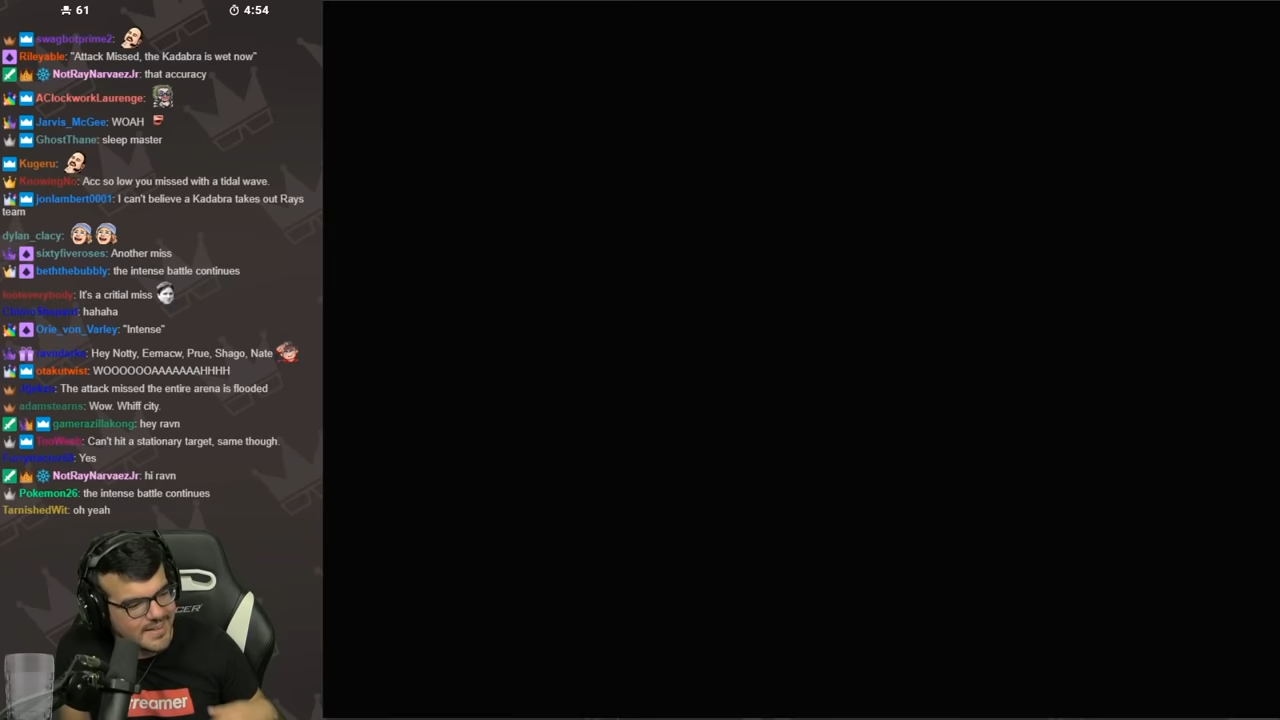 61 4:54
swagbotprime2:
Rileyable: "Attack Missed, the Kadabra is wet now"
NotRayNarvaezJr: that accuracy
AClockworkLaurenge:
Jarvis_McGee: WOAH
GhostThane: sleep master
Kugeru:
KnowingNo: Acc so low you missed with a tidal wave.
jonlambert0001: I can't believe a Kadabra takes out Rays
team
dylan_clacy:
sixtyfiveroses: Another miss
beththebubbly: the intense battle continues
footeverybody: It's a critial miss
hahaha
Orie_von_Varley: "Intense"
ravndarke: Hey Notty, Eemacw, Prue, Shago, Nate
otakutwist: WOOOOOOAAAAAAAHHHH
The attack missed the entire arena is flooded
adamstearns: Wow. Whiff city.
gamerazillakong: hey ravn
Can't hit a stationary target, same though.
Yes
NotRayNarvaezJr: hi ravn
Pokemon26: the intense battle continues
TarnishedWit: oh yeah
reamer